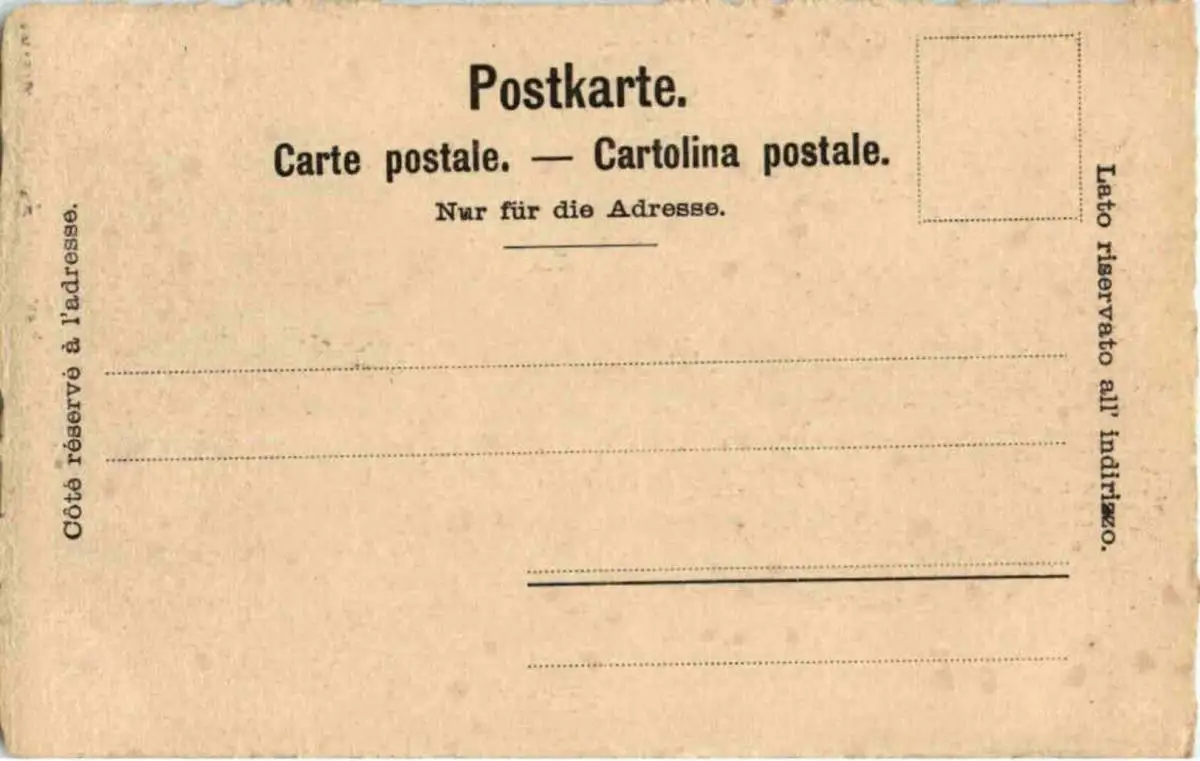 Postkarte.
Carte postale. — Cartolina postale.
Nur für die Adresse.
Côté réservé à l'adresse.
Lato riservato all' indirizzo.